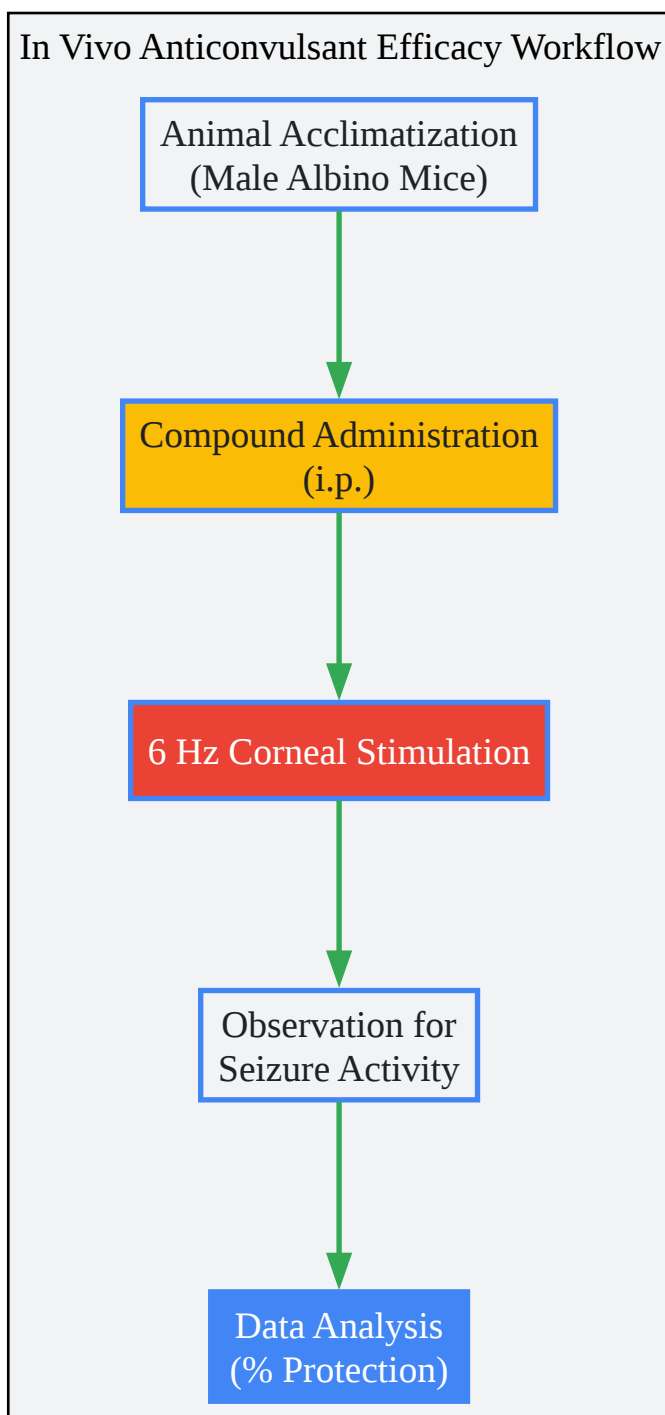 In Vivo Anticonvulsant Efficacy Workflow
Animal Acclimatization
(Male Albino Mice)
Compound Administration
(i.p.)
6 Hz Corneal Stimulation
Observation for
Seizure Activity
Data Analysis
(% Protection)